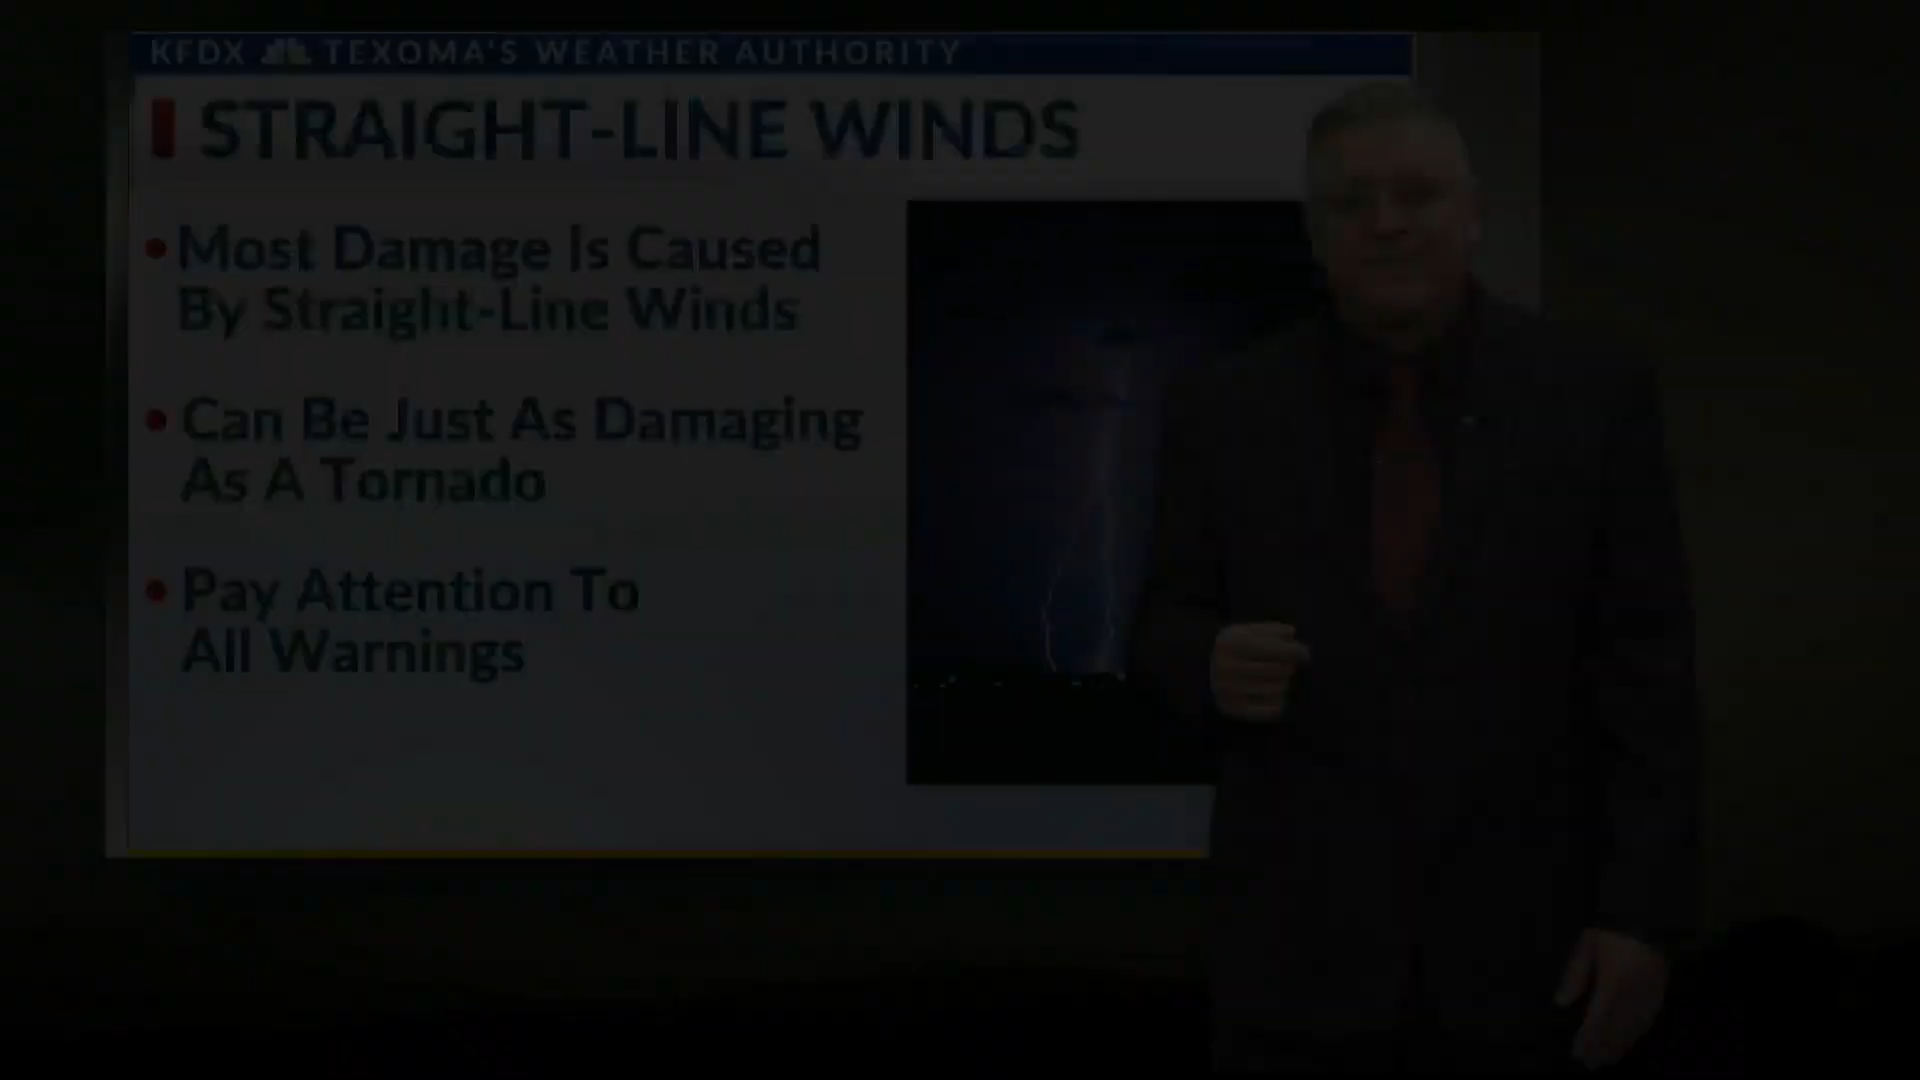 KFDX TEXOMA'S WEATHER AUTHORITY
STRAIGHT-LINE WINDS
• Most Damage Is Caused
By Straight-Line Winds
• Can Be Just As Damaging
As A Tornado
• Pay Attention To
All Warnings